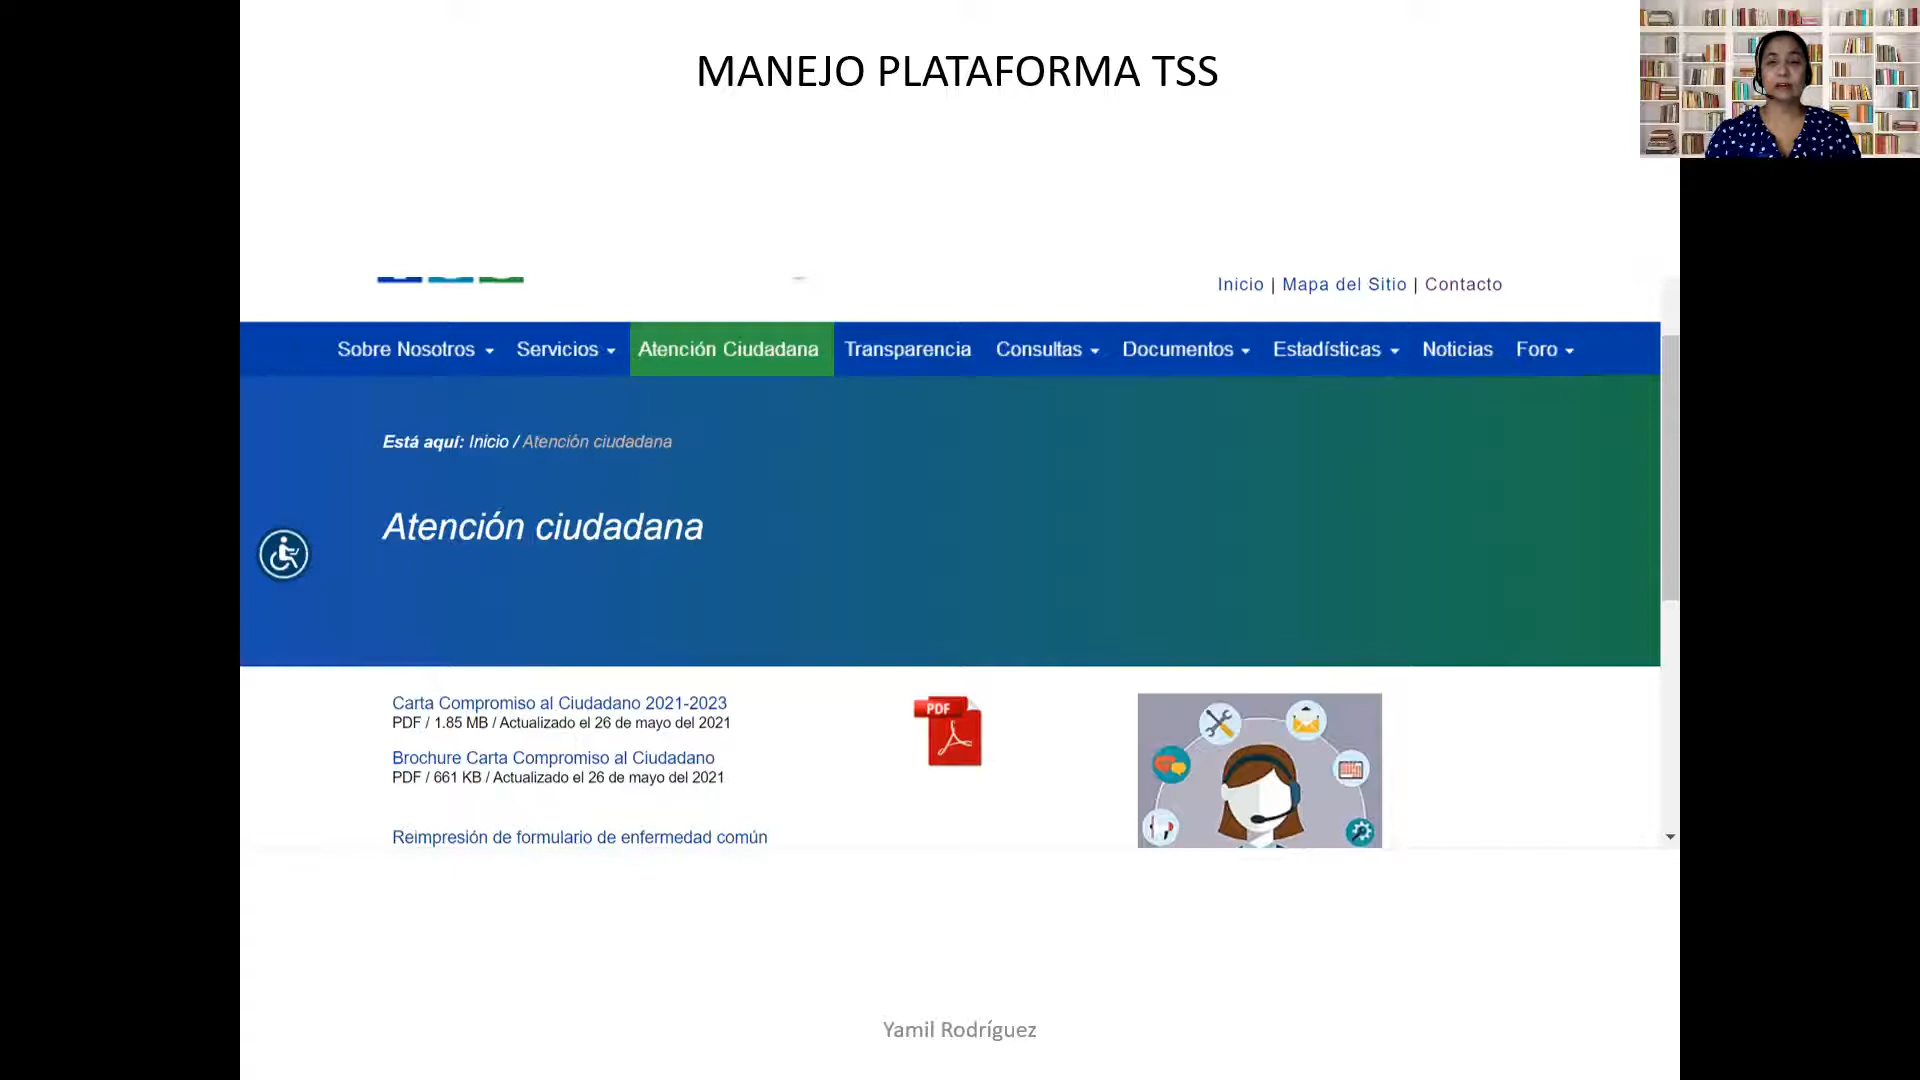 MANEJO PLATAFORMA TSS
Inicio | Mapa del Sitio | Contacto
Sobre Nosotros Servicios Atención Ciudadana Transparencia Consultas Documentos Estadísticas Noticias Foro
Está aquí: Inicio / Atención ciudadana
Atención ciudadana
Carta Compromiso al Ciudadano 2021-2023
PDF / 1.85 MB / Actualizado el 26 de mayo del 2021
PDF
Brochure Carta Compromiso al Ciudadano
PDF / 661 KB / Actualizado el 26 de mayo del 2021
Reimpresión de formulario de enfermedad común
Yamil Rodríguez